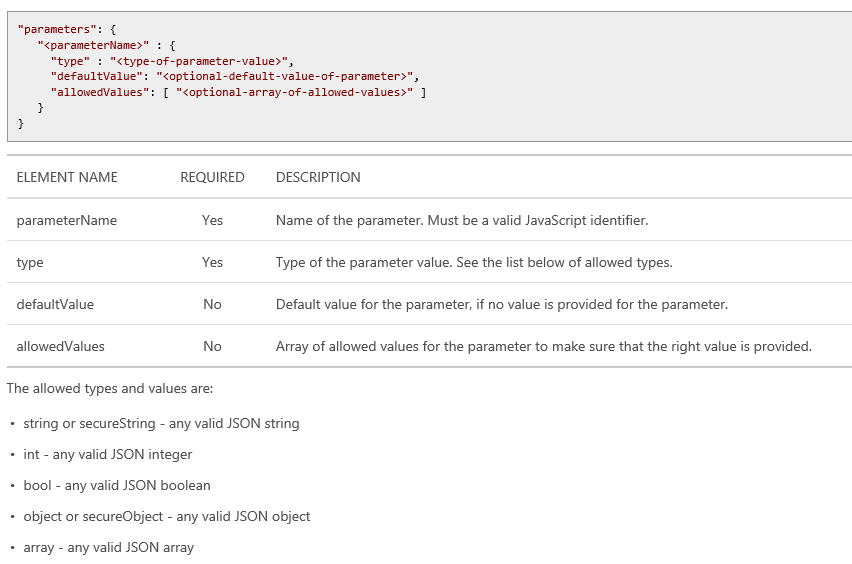 "parameters": {
   "<parameterName>" : {
     "type" : "<type-of-parameter-value>",
     "defaultValue": "<optional-default-value-of-parameter>",
     "allowedValues": [ "<optional-array-of-allowed-values>" ]
   }
}
ELEMENT NAME REQUIRED DESCRIPTION
parameterName Yes Name of the parameter. Must be a valid JavaScript identifier.
type Yes Type of the parameter value. See the list below of allowed types.
defaultValue No Default value for the parameter, if no value is provided for the parameter.
allowedValues No Array of allowed values for the parameter to make sure that the right value is provided.
The allowed types and values are:
• string or secureString - any valid JSON string
• int - any valid JSON integer
• bool - any valid JSON boolean
• object or secureObject - any valid JSON object
• array - any valid JSON array